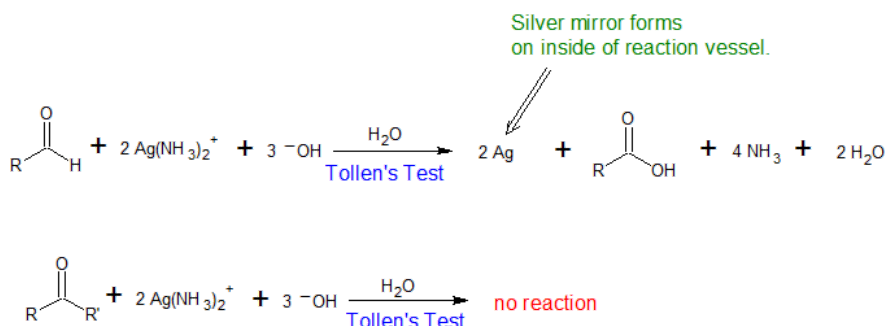 Silver mirror forms
on inside of reaction vessel.
O
R H + 2 Ag(NH₃)₂⁺ + 3 ⁻OH H₂O 2 Ag + O R OH + 4 NH₃ + 2 H₂O
Tollen's Test
O
R R' + 2 Ag(NH₃)₂⁺ + 3 ⁻OH H₂O no reaction
Tollen's Test